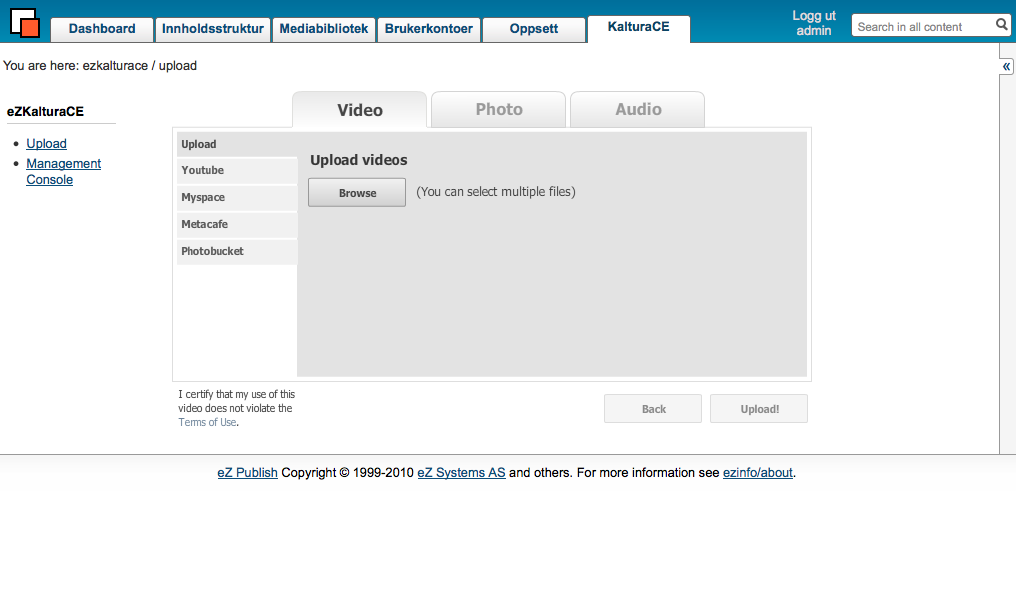 Dashboard Innholdsstruktur Mediabibliotek Brukerkontoer Oppsett KalturaCE
Logg ut
admin
Search in all content
You are here: ezkalturace / upload
«
eZKalturaCE
Upload
Management
Console
Video Photo Audio
Upload
Youtube
Myspace
Metacafe
Photobucket
Upload videos
Browse (You can select multiple files)
I certify that my use of this
video does not violate the
Terms of Use.
Back Upload!
eZ Publish Copyright © 1999-2010 eZ Systems AS and others. For more information see ezinfo/about.